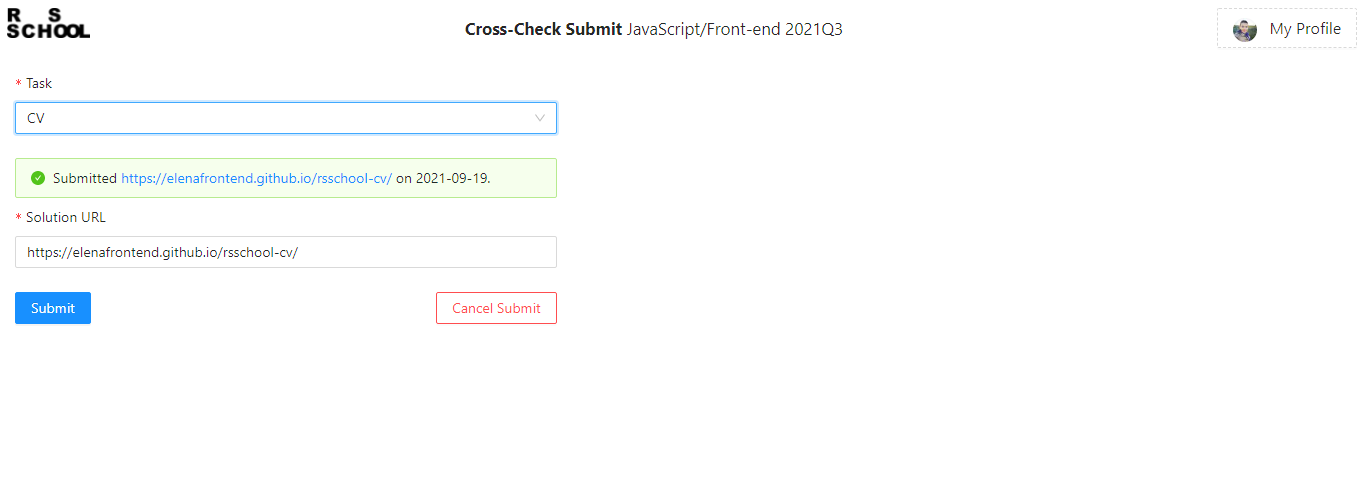 R S
SCHOOL
Cross-Check Submit JavaScript/Front-end 2021Q3
My Profile
* Task
CV
Submitted https://elenafrontend.github.io/rsschool-cv/ on 2021-09-19.
* Solution URL
https://elenafrontend.github.io/rsschool-cv/
Submit
Cancel Submit